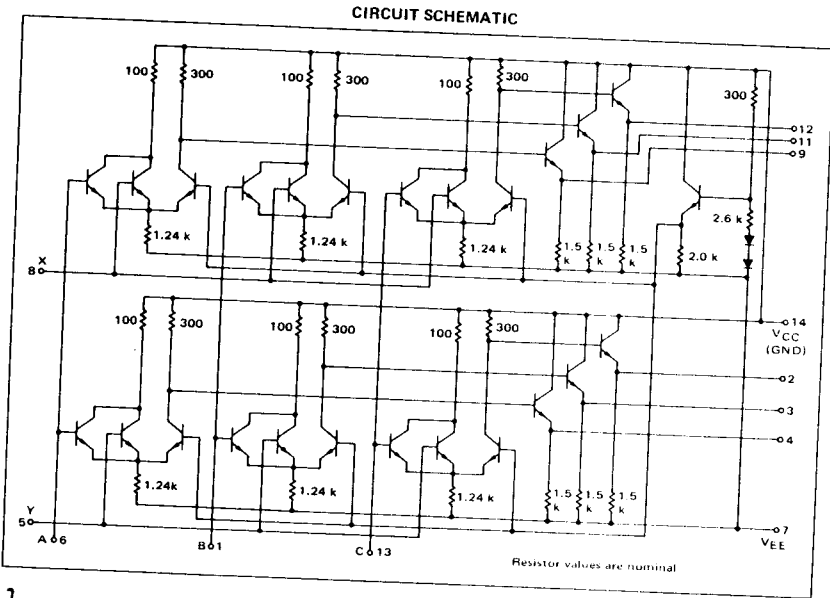 CIRCUIT SCHEMATIC
100 300 100 300 100 300 300
12
11
9
2.6 k
1.24 k 1.24 k 1.24 k 1.5 k 1.5 k 1.5 k 2.0 k
X
8
14
VCC
(GND)
100 300 100 300 100 300
2
3
4
1.24k 1.24 k 1.24 k 1.5 k 1.5 k 1.5 k
Y
5
7
VEE
A 6 B 1 C 13
Resistor values are nominal